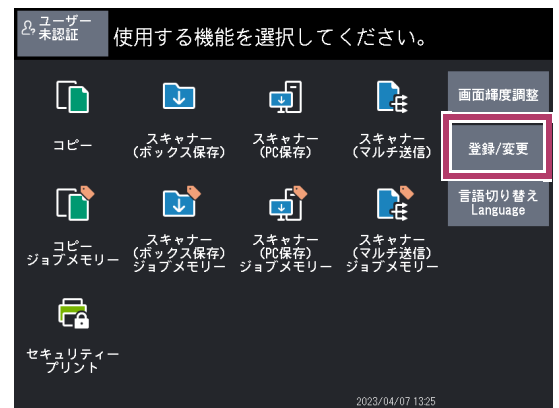 ユーザー
未認証
使用する機能を選択してください。
コピー
スキャナー
(ボックス保存)
スキャナー
(PC保存)
スキャナー
(マルチ送信)
画面輝度調整
登録/変更
言語切り替え
Language
コピー
ジョブメモリー
スキャナー
(ボックス保存)
ジョブメモリー
スキャナー
(PC保存)
ジョブメモリー
スキャナー
(マルチ送信)
ジョブメモリー
セキュリティー
プリント
2023/04/07 13:25